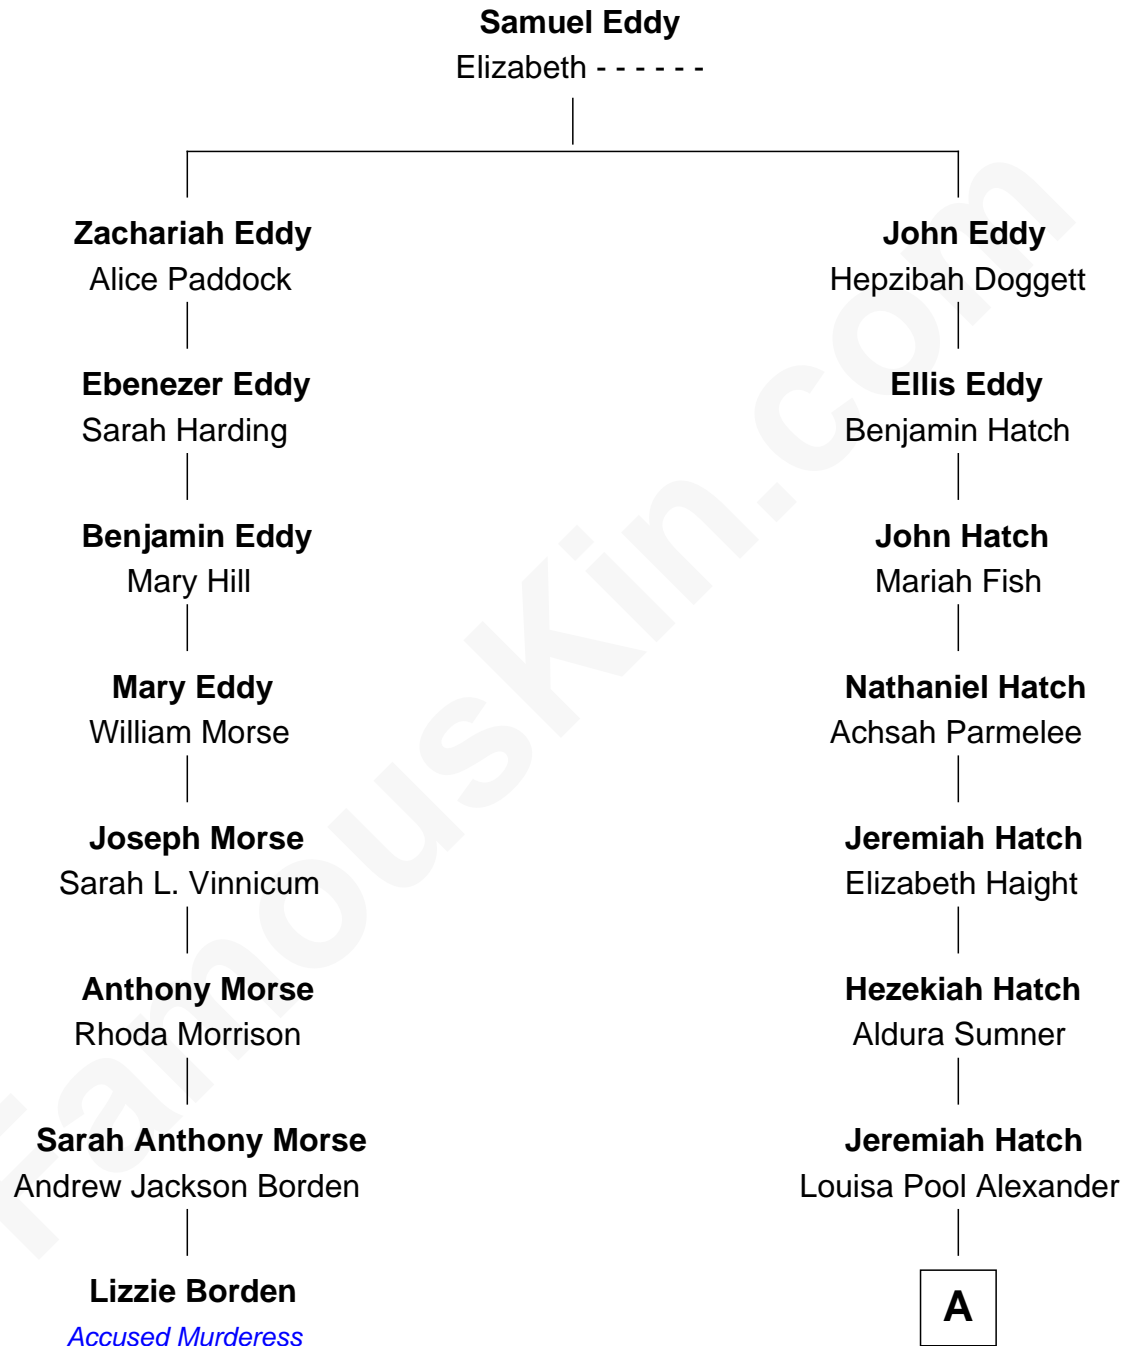 Samuel Eddy
Elizabeth - - - - - -
Zachariah Eddy
Alice Paddock
John Eddy
Hepzibah Doggett
Ebenezer Eddy
Sarah Harding
Ellis Eddy
Benjamin Hatch
Benjamin Eddy
Mary Hill
John Hatch
Mariah Fish
Mary Eddy
William Morse
Nathaniel Hatch
Achsah Parmelee
Joseph Morse
Sarah L. Vinnicum
Jeremiah Hatch
Elizabeth Haight
Anthony Morse
Rhoda Morrison
Hezekiah Hatch
Aldura Sumner
Sarah Anthony Morse
Andrew Jackson Borden
Jeremiah Hatch
Louisa Pool Alexander
Lizzie Borden
Accused Murderess
A
FamousKin.com